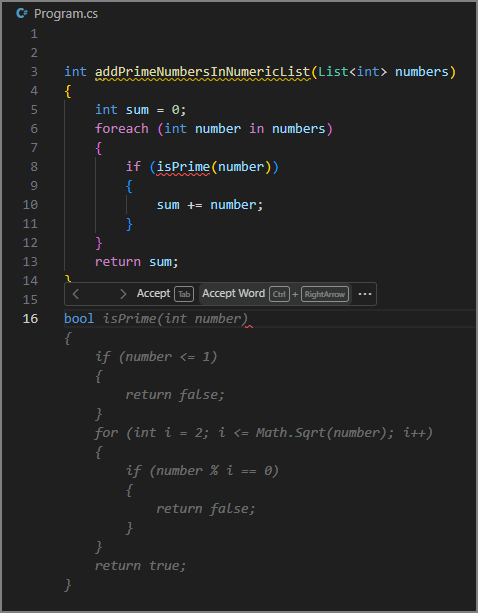 C# Program.cs
1
2
3 int addPrimeNumbersInNumericList(List<int> numbers)
4 {
5 int sum = 0;
6 foreach (int number in numbers)
7 {
8 if (isPrime(number))
9 {
10 sum += number;
11 }
12 }
13 return sum;
14 }
15 < > Accept Tab Accept Word Ctrl + RightArrow ...
16 bool isPrime(int number)
{
if (number <= 1)
{
return false;
}
for (int i = 2; i <= Math.Sqrt(number); i++)
{
if (number % i == 0)
{
return false;
}
}
return true;
}